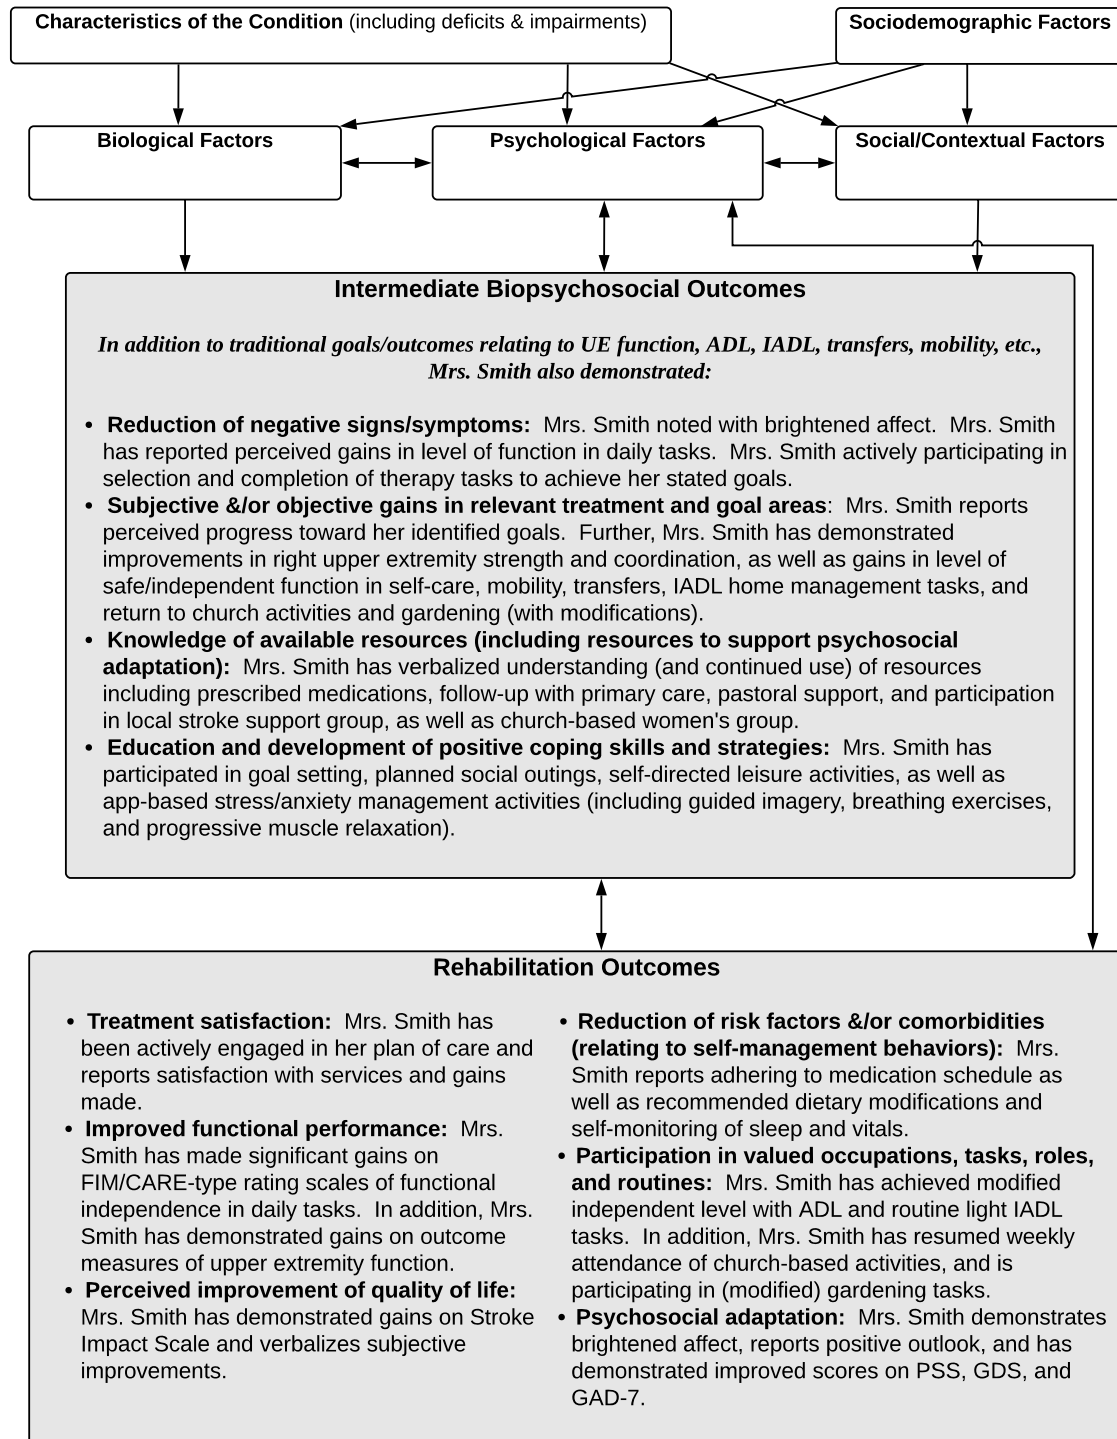 Characteristics of the Condition (including deficits & impairments)
Sociodemographic Factors
Biological Factors
Psychological Factors
Social/Contextual Factors
Intermediate Biopsychosocial Outcomes
In addition to traditional goals/outcomes relating to UE function, ADL, IADL, transfers, mobility, etc.,
Mrs. Smith also demonstrated:
• Reduction of negative signs/symptoms: Mrs. Smith noted with brightened affect. Mrs. Smith
has reported perceived gains in level of function in daily tasks. Mrs. Smith actively participating in
selection and completion of therapy tasks to achieve her stated goals.
• Subjective &/or objective gains in relevant treatment and goal areas: Mrs. Smith reports
perceived progress toward her identified goals. Further, Mrs. Smith has demonstrated
improvements in right upper extremity strength and coordination, as well as gains in level of
safe/independent function in self-care, mobility, transfers, IADL home management tasks, and
return to church activities and gardening (with modifications).
• Knowledge of available resources (including resources to support psychosocial
adaptation): Mrs. Smith has verbalized understanding (and continued use) of resources
including prescribed medications, follow-up with primary care, pastoral support, and participation
in local stroke support group, as well as church-based women's group.
• Education and development of positive coping skills and strategies: Mrs. Smith has
participated in goal setting, planned social outings, self-directed leisure activities, as well as
app-based stress/anxiety management activities (including guided imagery, breathing exercises,
and progressive muscle relaxation).
Rehabilitation Outcomes
• Treatment satisfaction: Mrs. Smith has
been actively engaged in her plan of care and
reports satisfaction with services and gains
made.
• Improved functional performance: Mrs.
Smith has made significant gains on
FIM/CARE-type rating scales of functional
independence in daily tasks. In addition, Mrs.
Smith has demonstrated gains on outcome
measures of upper extremity function.
• Perceived improvement of quality of life:
Mrs. Smith has demonstrated gains on Stroke
Impact Scale and verbalizes subjective
improvements.
• Reduction of risk factors &/or comorbidities
(relating to self-management behaviors): Mrs.
Smith reports adhering to medication schedule as
well as recommended dietary modifications and
self-monitoring of sleep and vitals.
• Participation in valued occupations, tasks, roles,
and routines: Mrs. Smith has achieved modified
independent level with ADL and routine light IADL
tasks. In addition, Mrs. Smith has resumed weekly
attendance of church-based activities, and is
participating in (modified) gardening tasks.
• Psychosocial adaptation: Mrs. Smith demonstrates
brightened affect, reports positive outlook, and has
demonstrated improved scores on PSS, GDS, and
GAD-7.